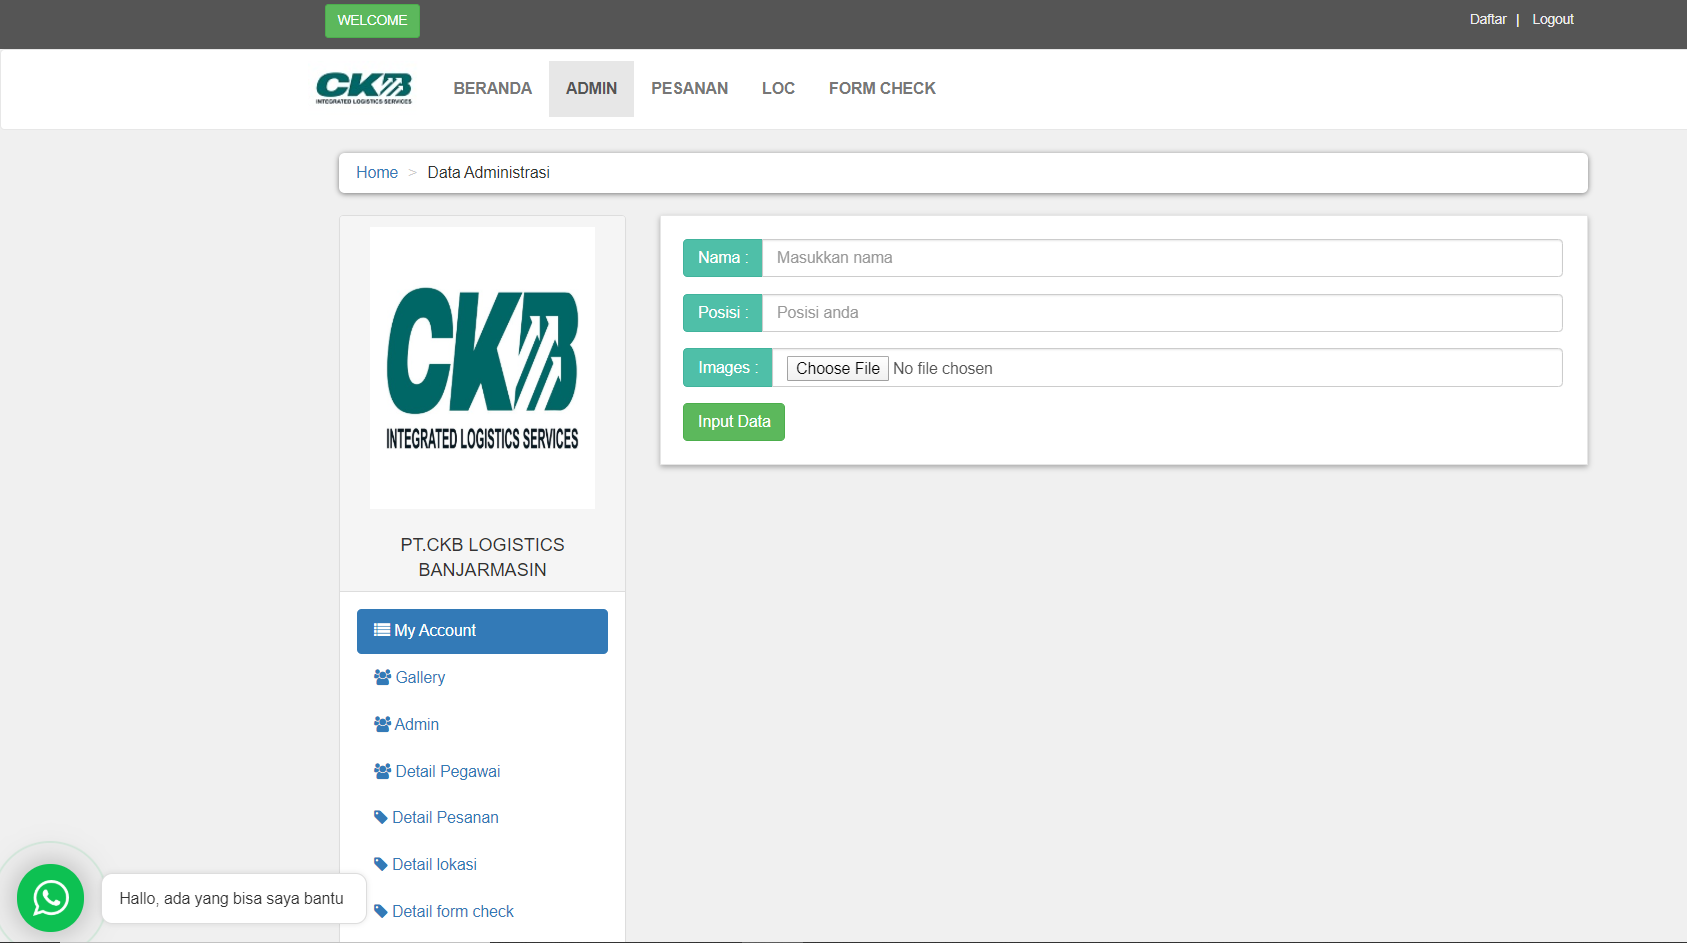 WELCOME
Daftar | Logout
CKB
INTEGRATED LOGISTICS SERVICES
BERANDA ADMIN PESANAN LOC FORM CHECK
Home > Data Administrasi
CKB
INTEGRATED LOGISTICS SERVICES
PT.CKB LOGISTICS
BANJARMASIN
My Account
Gallery
Admin
Detail Pegawai
Detail Pesanan
Detail lokasi
Detail form check
Nama : Masukkan nama
Posisi : Posisi anda
Images : Choose File No file chosen
Input Data
Hallo, ada yang bisa saya bantu